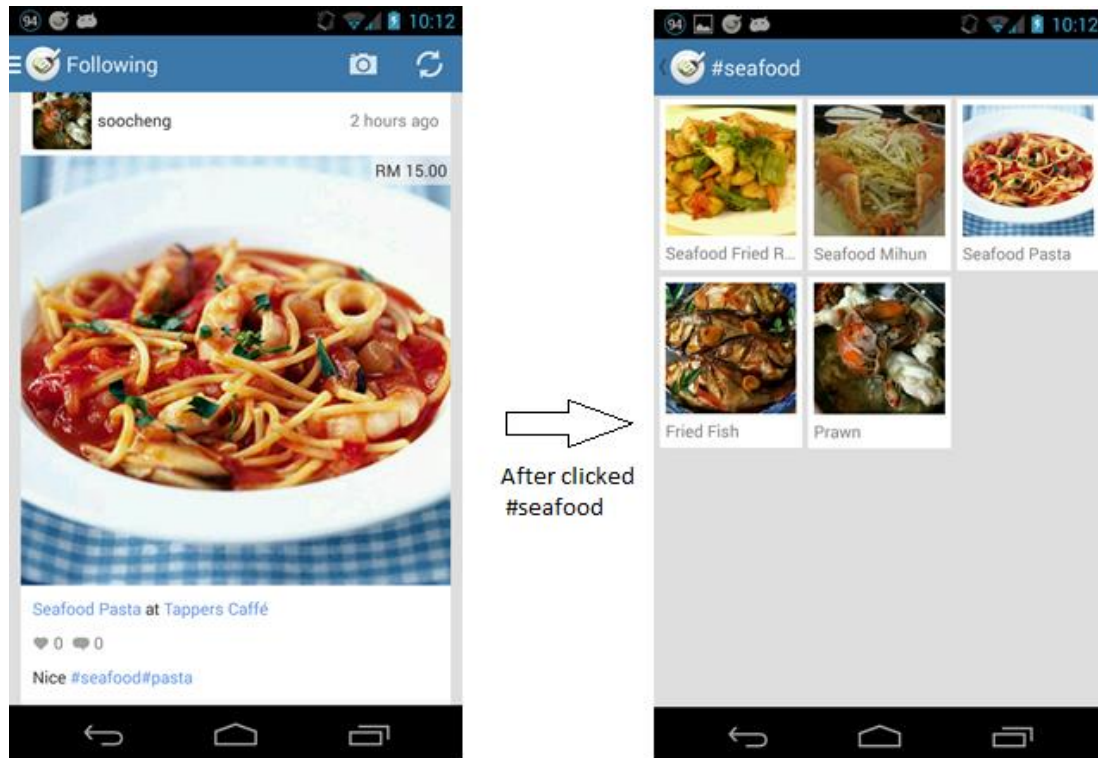 94
10:12
Following
soocheng
2 hours ago
RM 15.00
Seafood Pasta at Tappers Caffé
0 0
Nice #seafood#pasta
After clicked
#seafood
94
10:12
#seafood
Seafood Fried R...
Seafood Mihun
Seafood Pasta
Fried Fish
Prawn